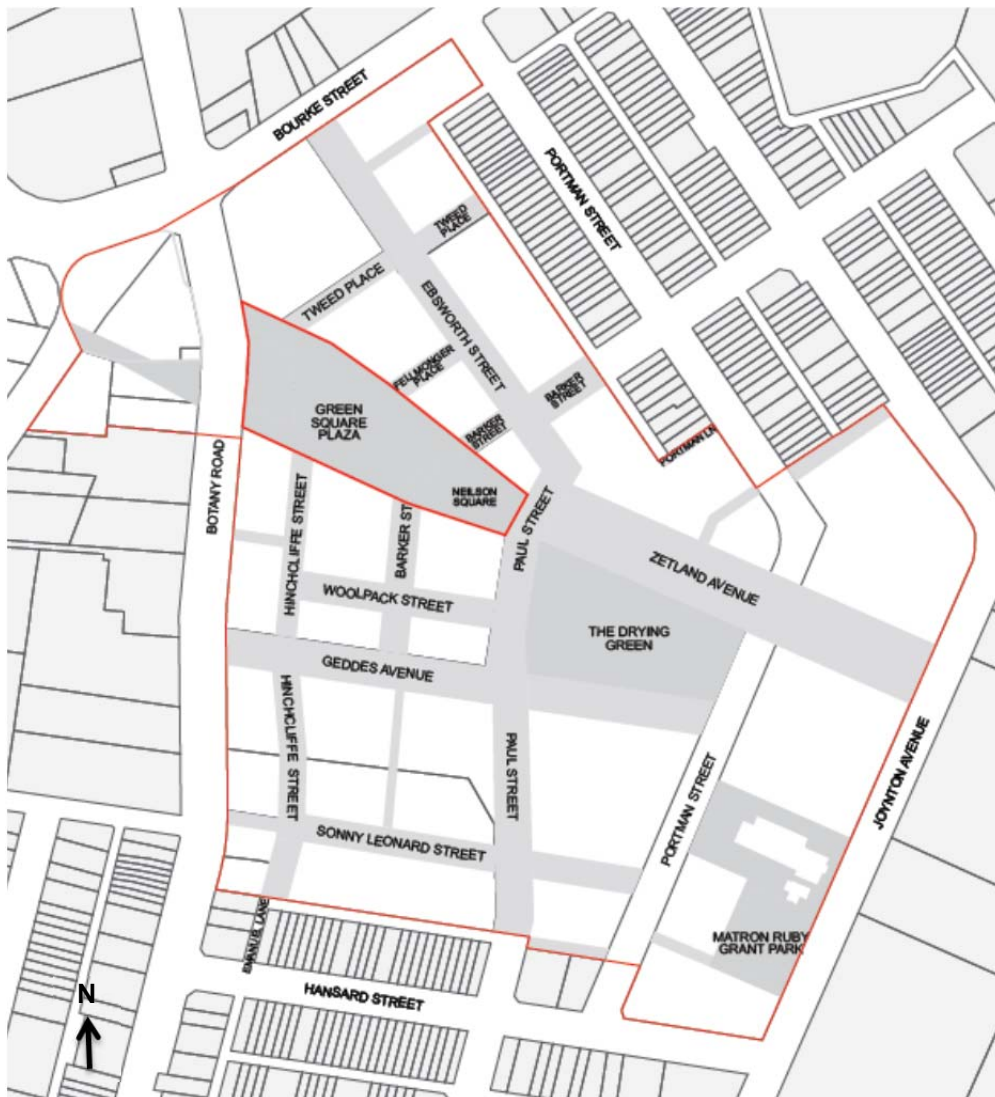 BOURKE STREET
PORTMAN STREET
TWEED
PLACE
TWEED PLACE
EBSWORTH STREET
FELLMONGER
PLACE
BARKER
STREET
BARKER
STREET
GREEN
SQUARE
PLAZA
PORTMAN LN
NEILSON
SQUARE
BOTANY ROAD
HINCHCLIFFE STREET
BARKER ST
PAUL STREET
ZETLAND AVENUE
WOOLPACK STREET
THE DRYING
GREEN
GEDDES AVENUE
HINCHCLIFFE STREET
PAUL STREET
PORTMAN STREET
JOYNTON AVENUE
SONNY LEONARD STREET
MATRON RUBY
GRANT PARK
EMANUEL LANE
HANSARD STREET
N